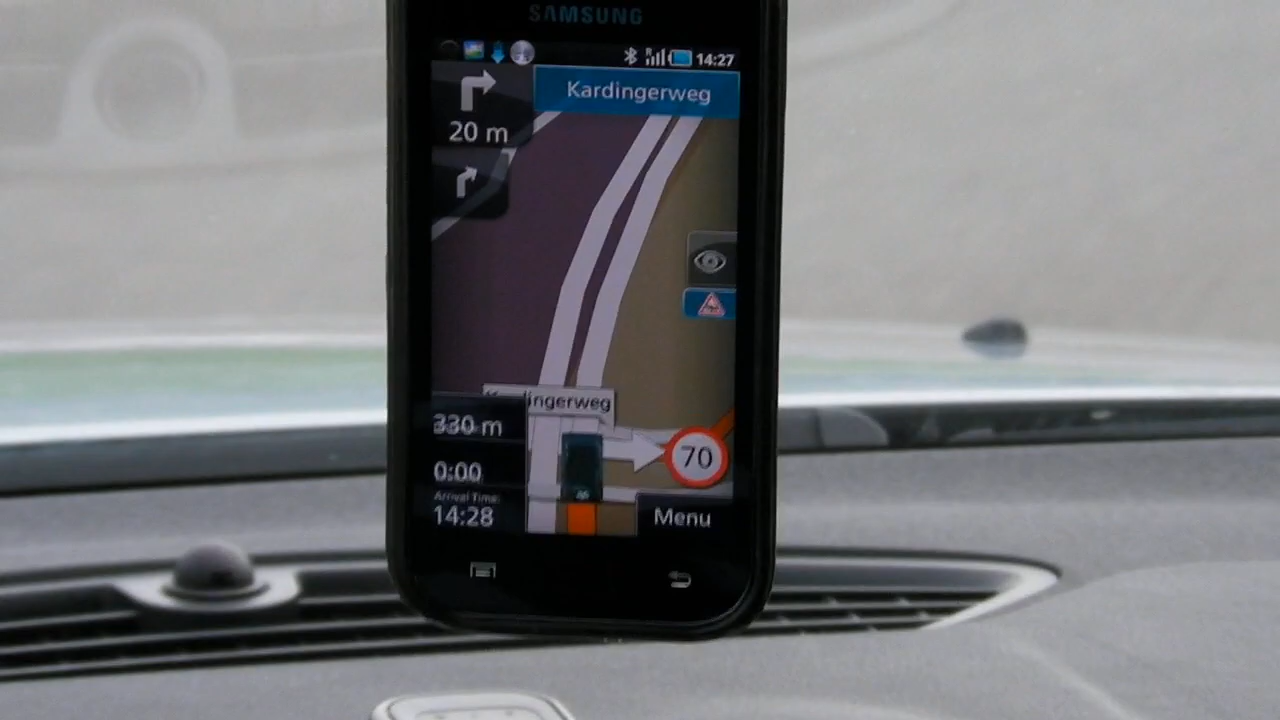 SAMSUNG
14:27
Kardingerweg
20 m
Kardingerweg
330 m
70
0:00
Arrival Time:
14:28
Menu